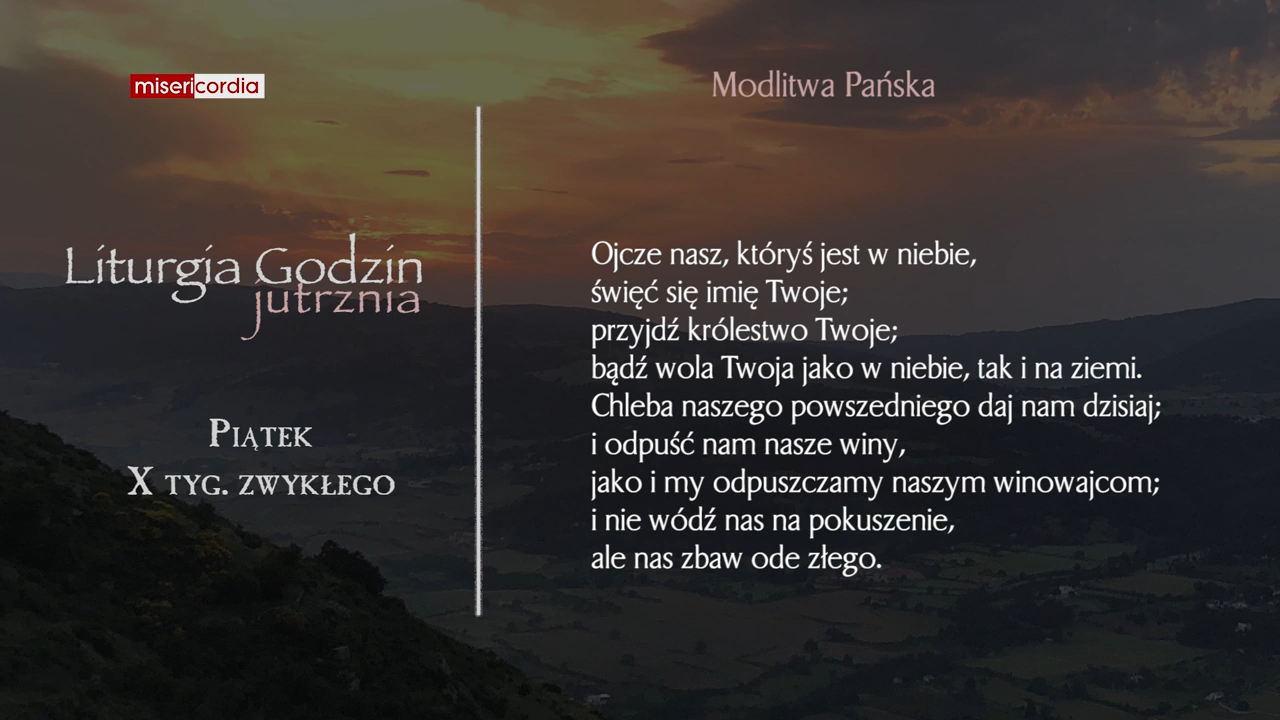 misericordia
Liturgia Godzin
jutrznia
Piątek
X tyg. zwykłego
Modlitwa Pańska
Ojcze nasz, któryś jest w niebie,
święć się imię Twoje;
przyjdź królestwo Twoje;
bądź wola Twoja jako w niebie, tak i na ziemi.
Chleba naszego powszedniego daj nam dzisiaj;
i odpuść nam nasze winy,
jako i my odpuszczamy naszym winowajcom;
i nie wódź nas na pokuszenie,
ale nas zbaw ode złego.